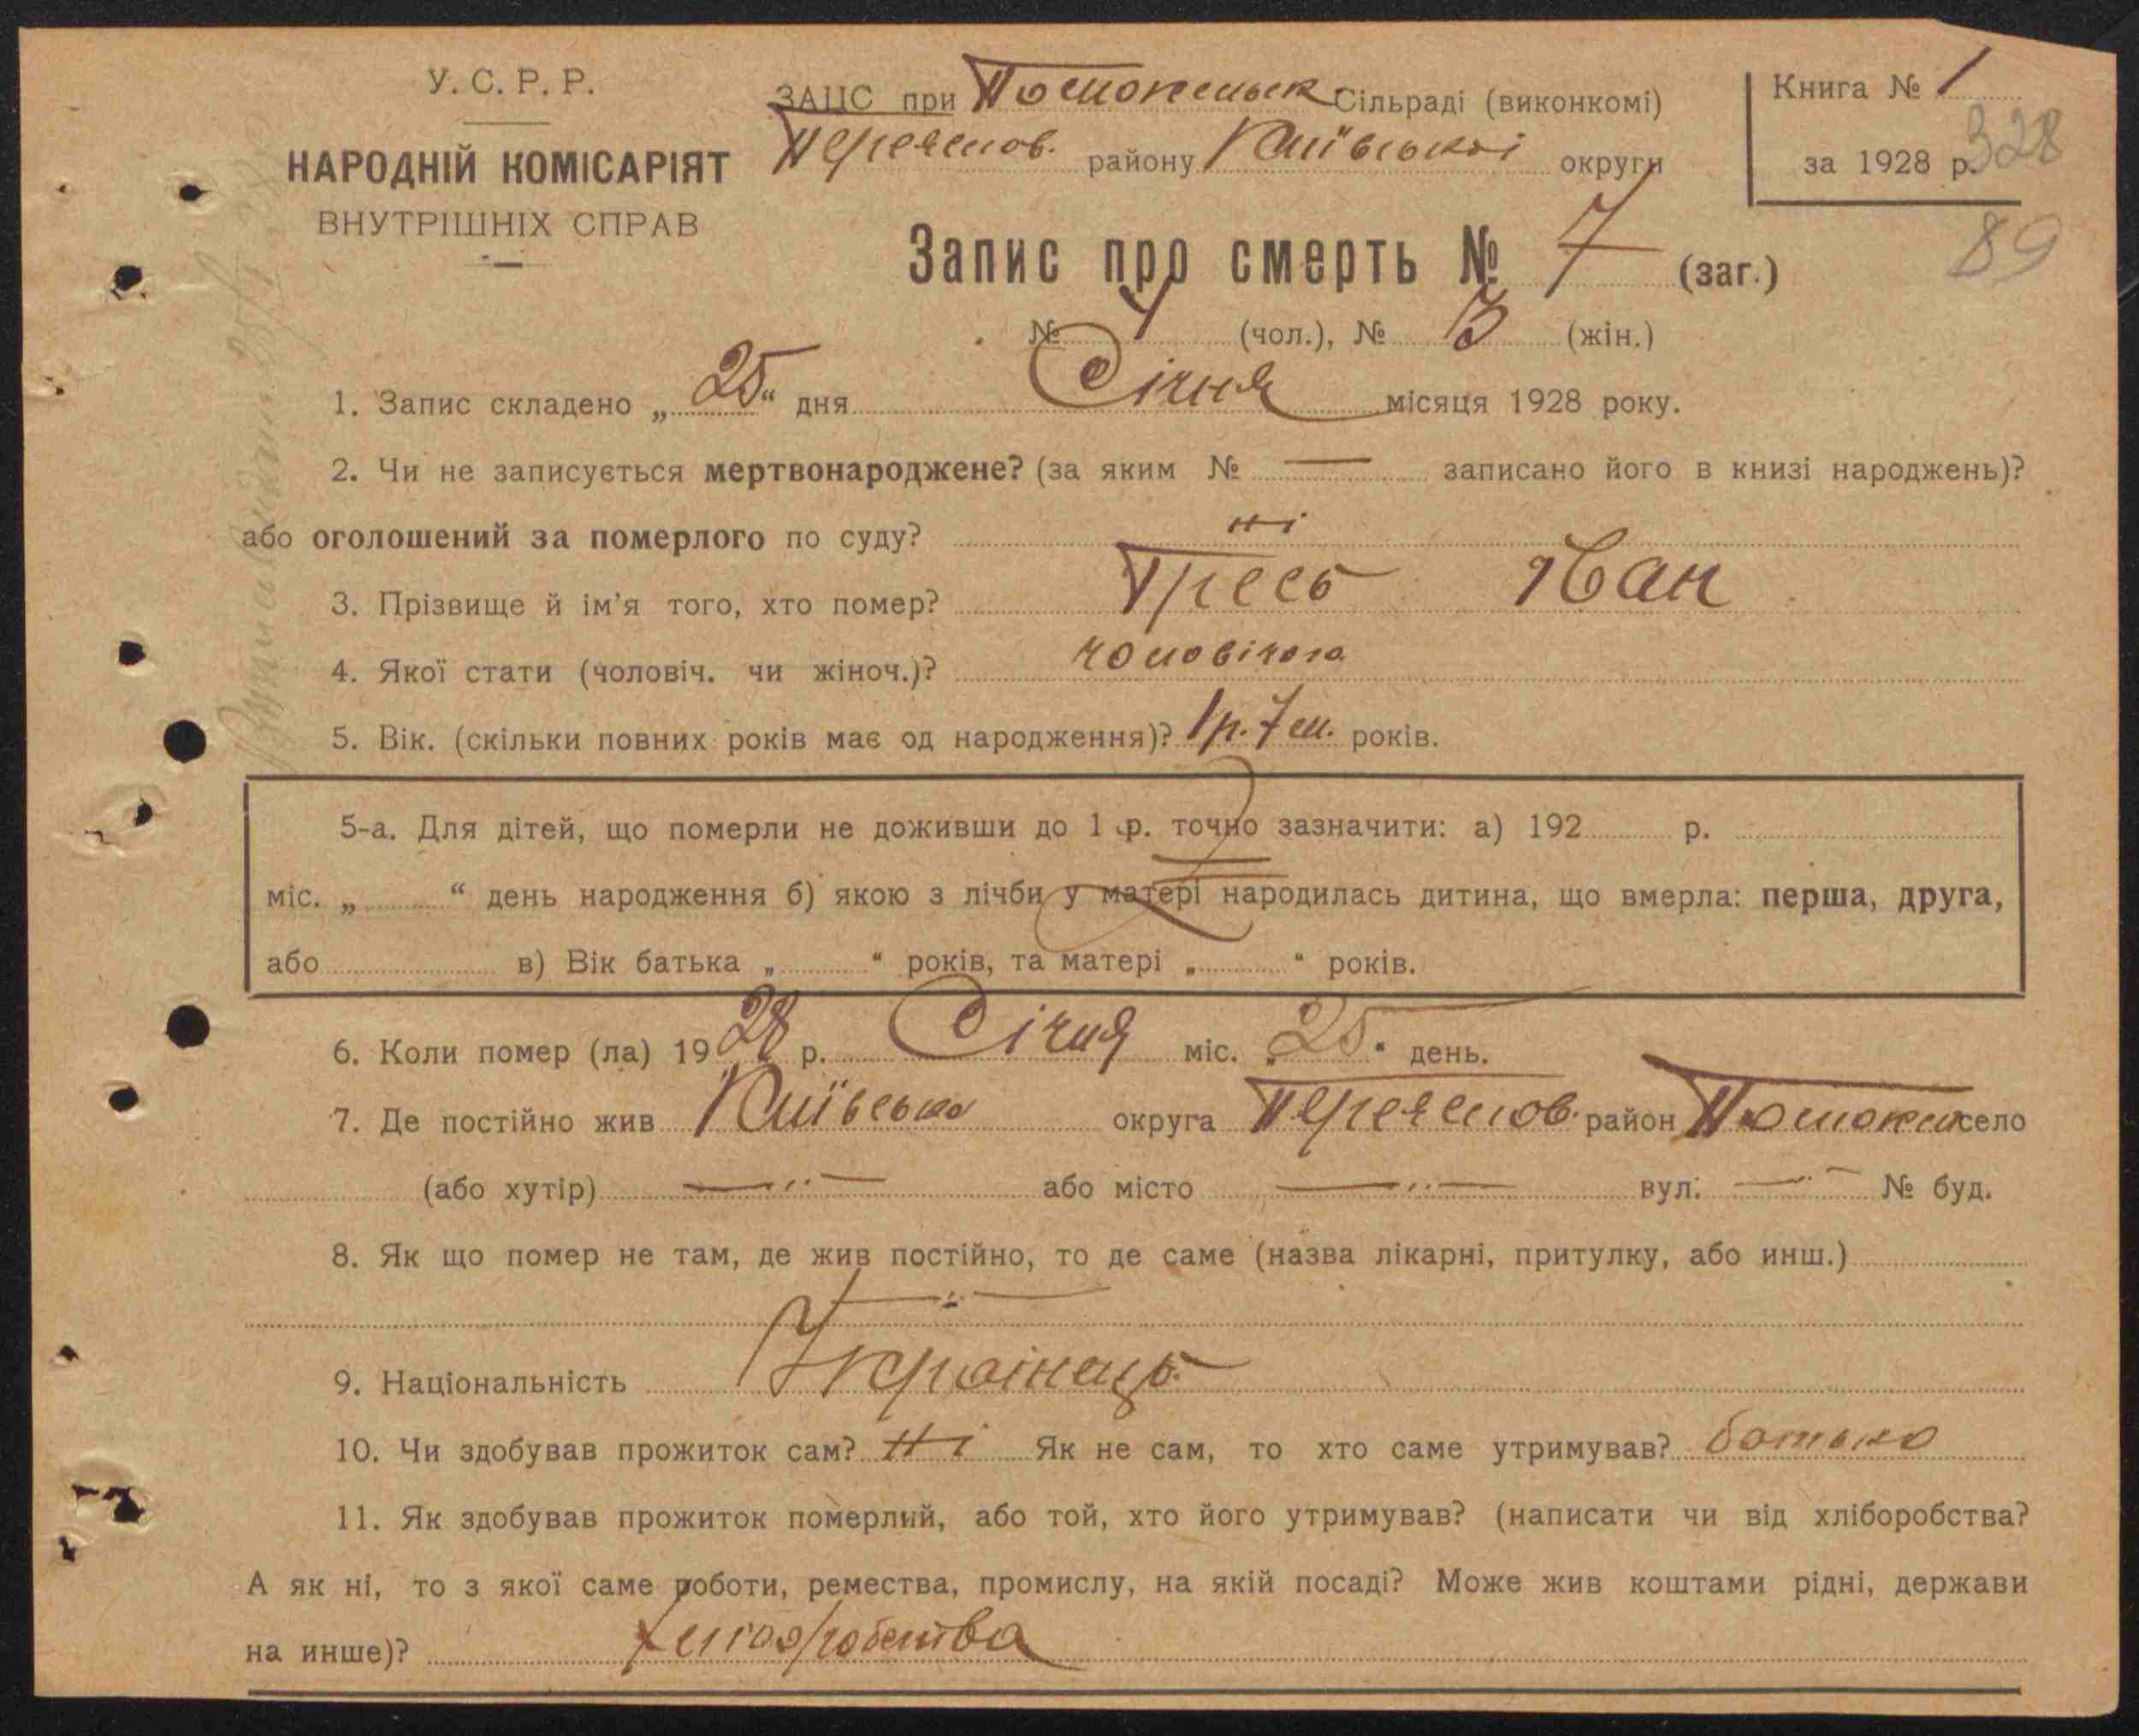 У. С. Р. Р.
НАРОДНІЙ КОМІСАРІЯТ
ВНУТРІШНІХ СПРАВ
ЗАЦС при Помокельск Сільраді (виконкомі)
Переяслов. району Київської округи
Книга № 1
за 1928 р.
328
89
Запис про смерть № 7 (заг.)
№ 4 (чол.), № 3 (жін.)
1. Запис складено „25“ дня Січня місяця 1928 року.
2. Чи не записується мертвонароджене? (за яким № — записано його в книзі народжень)?
або оголошений за померлого по суду? ні
3. Прізвище й ім'я того, хто помер? Гресь Іван
4. Якої стати (чоловіч. чи жіноч.)? чоловічого
5. Вік. (скільки повних років має од народження)? 1 р. 7 м. років.
5-а. Для дітей, що померли не доживши до 1 р. точно зазначити: а) 192 р.
міс. „ “ день народження б) якою з лічби у матері народилась дитина, що вмерла: перша, друга,
або в) Вік батька „ “ років, та матері „ “ років.
6. Коли помер (ла) 1928 р. Січня міс. „25“ день.
7. Де постійно жив Київська округа Переяслов. район село
(або хутір) —„— або місто —„— вул. —„— № буд.
8. Як що помер не там, де жив постійно, то де саме (назва лікарні, притулку, або инш.)
—„—
9. Національність Українець
10. Чи здобував прожиток сам? Ні Як не сам, то хто саме утримував? батько
11. Як здобував прожиток померлий, або той, хто його утримував? (написати чи від хліборобства?
А як ні, то з якої саме роботи, ремества, промислу, на якій посаді? Може жив коштами рідні, держави
на инше)? хліборобства